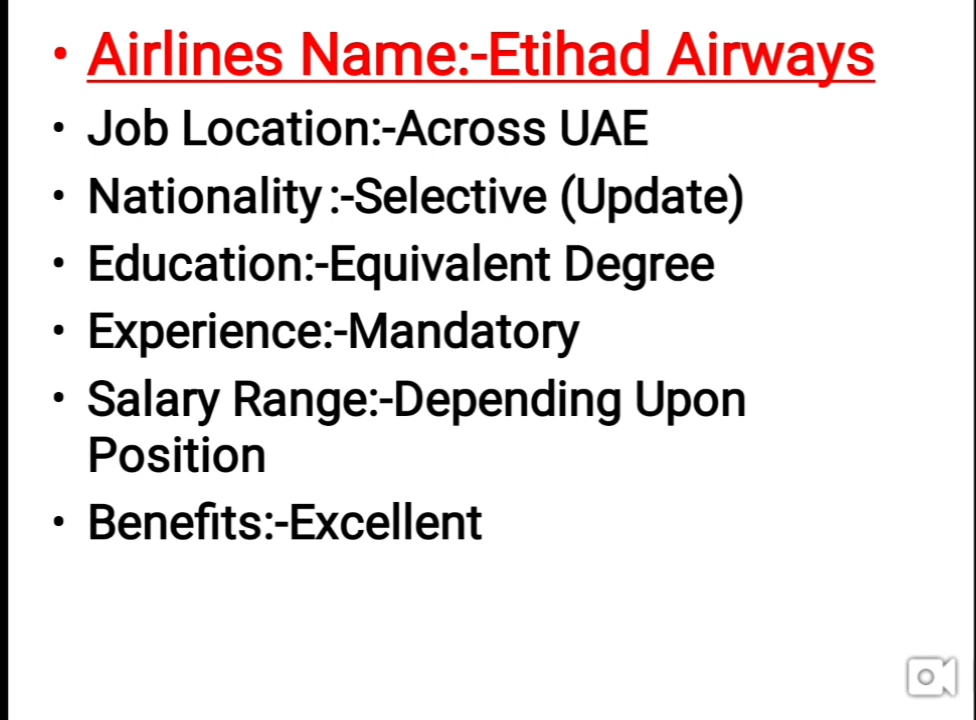 • Airlines Name:-Etihad Airways
• Job Location:-Across UAE
• Nationality :-Selective (Update)
• Education:-Equivalent Degree
• Experience:-Mandatory
• Salary Range:-Depending Upon
Position
• Benefits:-Excellent